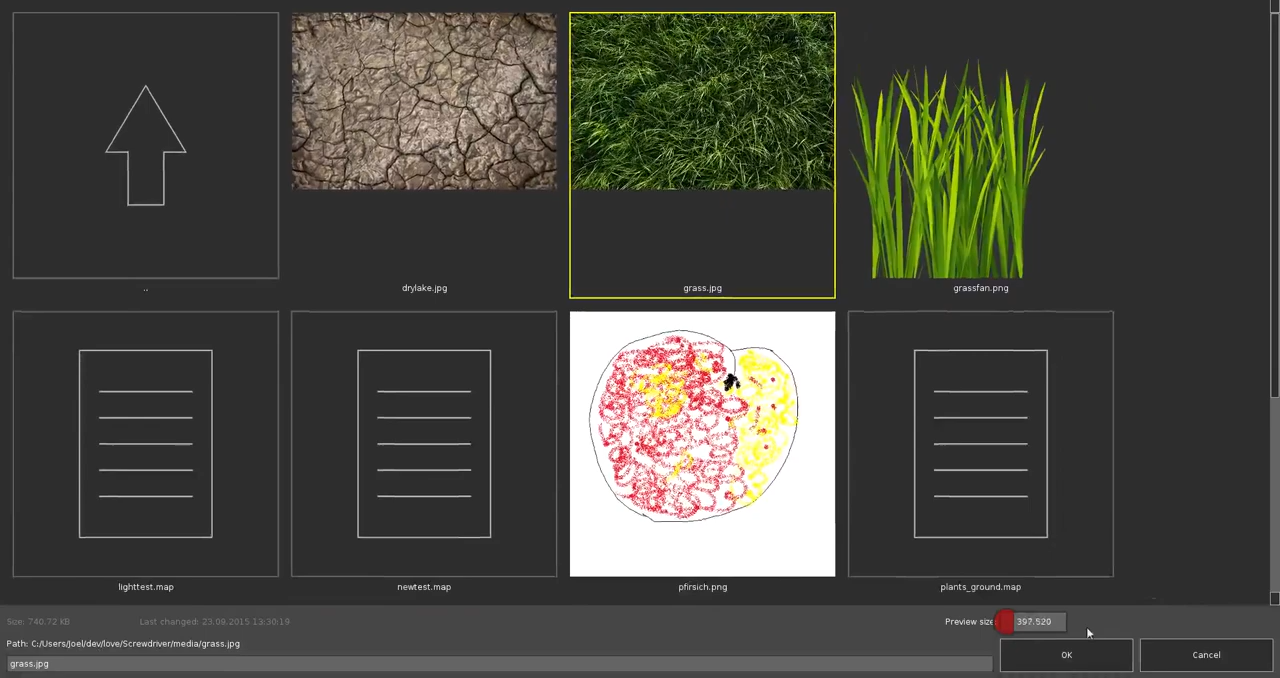 ..
drylake.jpg
grass.jpg
grassfan.png
lighttest.map
newtest.map
pfirsich.png
plants_ground.map
Size: 740.72 KB
Last changed: 23.09.2015 13:30:19
Preview size
397.520
Path: C:/Users/Joel/dev/love/Screwdriver/media/grass.jpg
grass.jpg
OK
Cancel